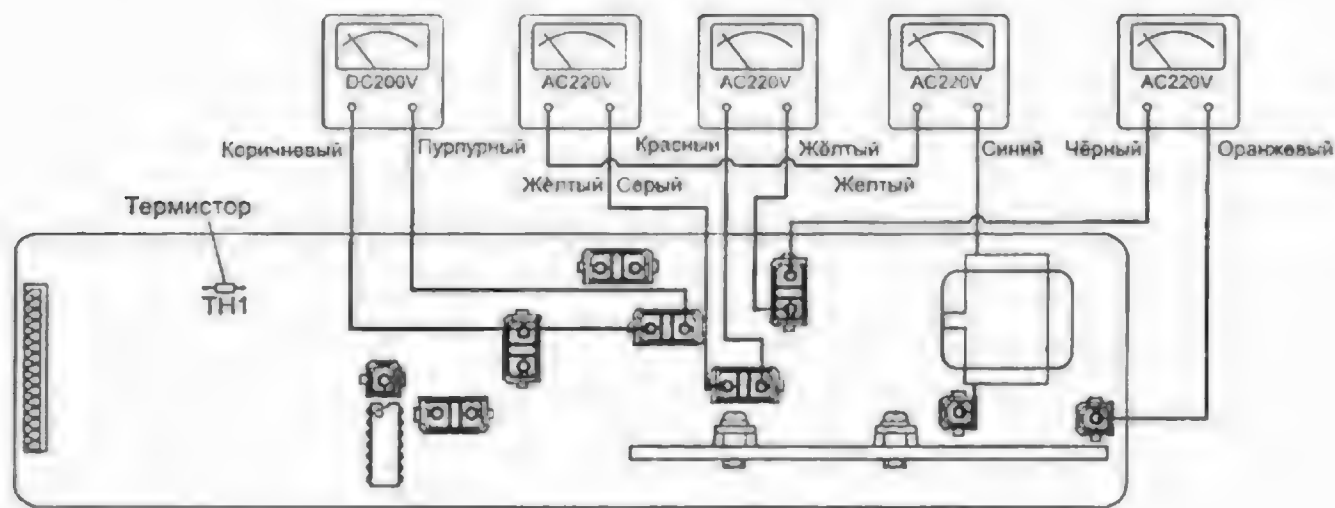 DC200V AC220V AC220V AC220V AC220V
Коричневый Пурпурный Красный Жёлтый Синий Чёрный Оранжевый
Жёлтый Серый Желтый
Термистор
TH1